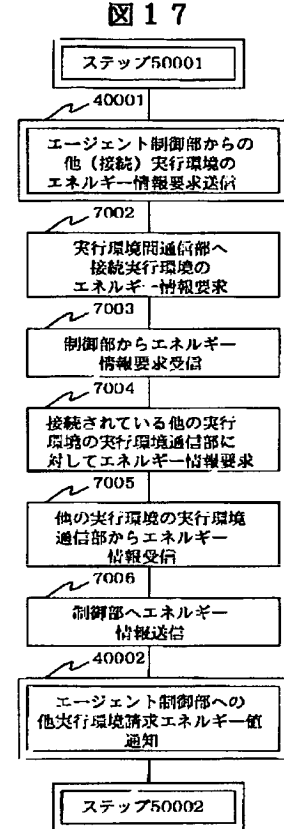 図１７
ステップ50001
40001
エージェント制御部からの
他（接続）実行環境の
エネルギー情報要求送信
7002
実行環境間通信部へ
接続実行環境の
エネルギー情報要求
7003
制御部からエネルギー
情報要求受信
7004
接続されている他の実行
環境の実行環境通信部に
対してエネルギー情報要求
7005
他の実行環境の実行環境
通信部からエネルギー
情報受信
7006
制御部へエネルギー
情報送信
40002
エージェント制御部への
他実行環境請求エネルギー値
通知
ステップ50002